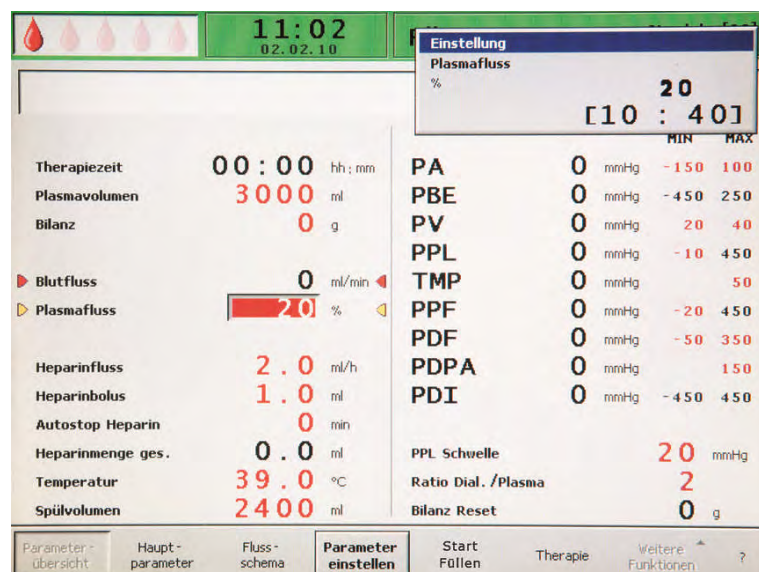 11:02
02.02.10
Einstellung
Plasmafluss
% 20
[10 : 40]
MIN MAX
Therapiezeit 00:00 hh:mm
Plasmavolumen 3000 ml
Bilanz 0 g
Blutfluss 0 ml/min
Plasmafluss 20 %
Heparinfluss 2.0 ml/h
Heparinbolus 1.0 ml
Autostop Heparin 0 min
Heparinmenge ges. 0.0 ml
Temperatur 39.0 °C
Spülvolumen 2400 ml
PA 0 mmHg -150 100
PBE 0 mmHg -450 250
PV 0 mmHg 20 40
PPL 0 mmHg -10 450
TMP 0 mmHg 50
PPF 0 mmHg -20 450
PDF 0 mmHg -50 350
PDPA 0 mmHg 150
PDI 0 mmHg -450 450
PPL Schwelle 20 mmHg
Ratio Dial./Plasma 2
Bilanz Reset 0 g
Parameter-
übersicht
Haupt-
parameter
Fluss-
schema
Parameter
einstellen
Start
Füllen
Therapie
Weitere
Funktionen
?